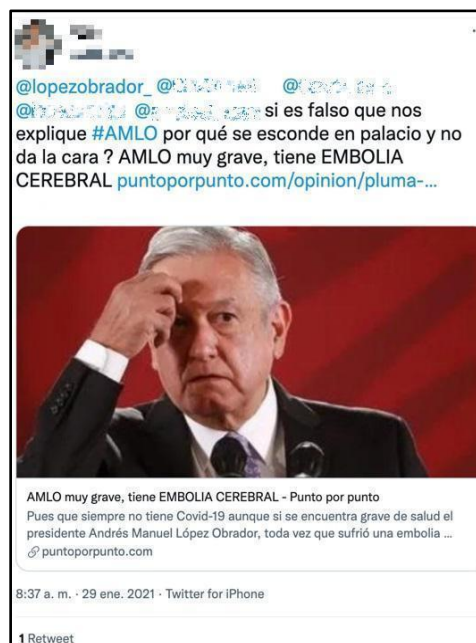 @lopezobrador_ @ @
@ @ si es falso que nos
explique #AMLO por qué se esconde en palacio y no
da la cara ? AMLO muy grave, tiene EMBOLIA
CEREBRAL puntoporpunto.com/opinion/pluma-...
AMLO muy grave, tiene EMBOLIA CEREBRAL - Punto por punto
Pues que siempre no tiene Covid-19 aunque si se encuentra grave de salud el
presidente Andrés Manuel López Obrador, toda vez que sufrió una embolia ...
puntoporpunto.com
8:37 a. m. · 29 ene. 2021 · Twitter for iPhone
1 Retweet